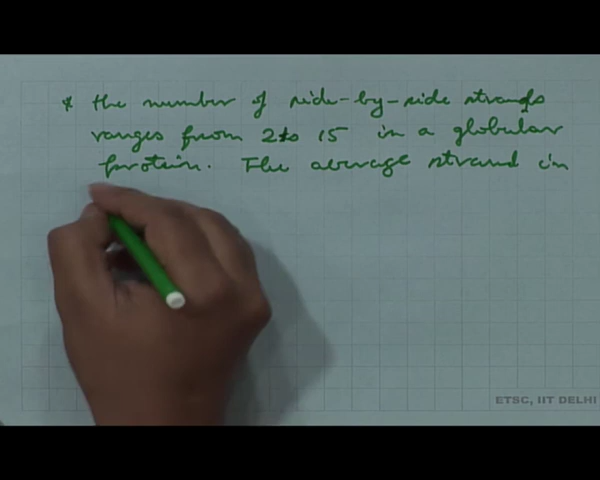 * the number of side-by-side strands
ranges from 2 to 15 in a globular
protein. The average strand in
ETSC, IIT DELHI